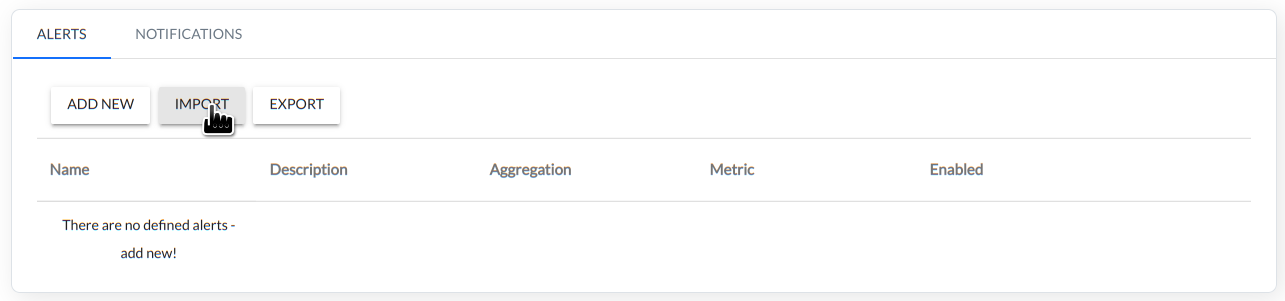 ALERTS NOTIFICATIONS
ADD NEW IMPORT EXPORT
Name Description Aggregation Metric Enabled
There are no defined alerts -
add new!